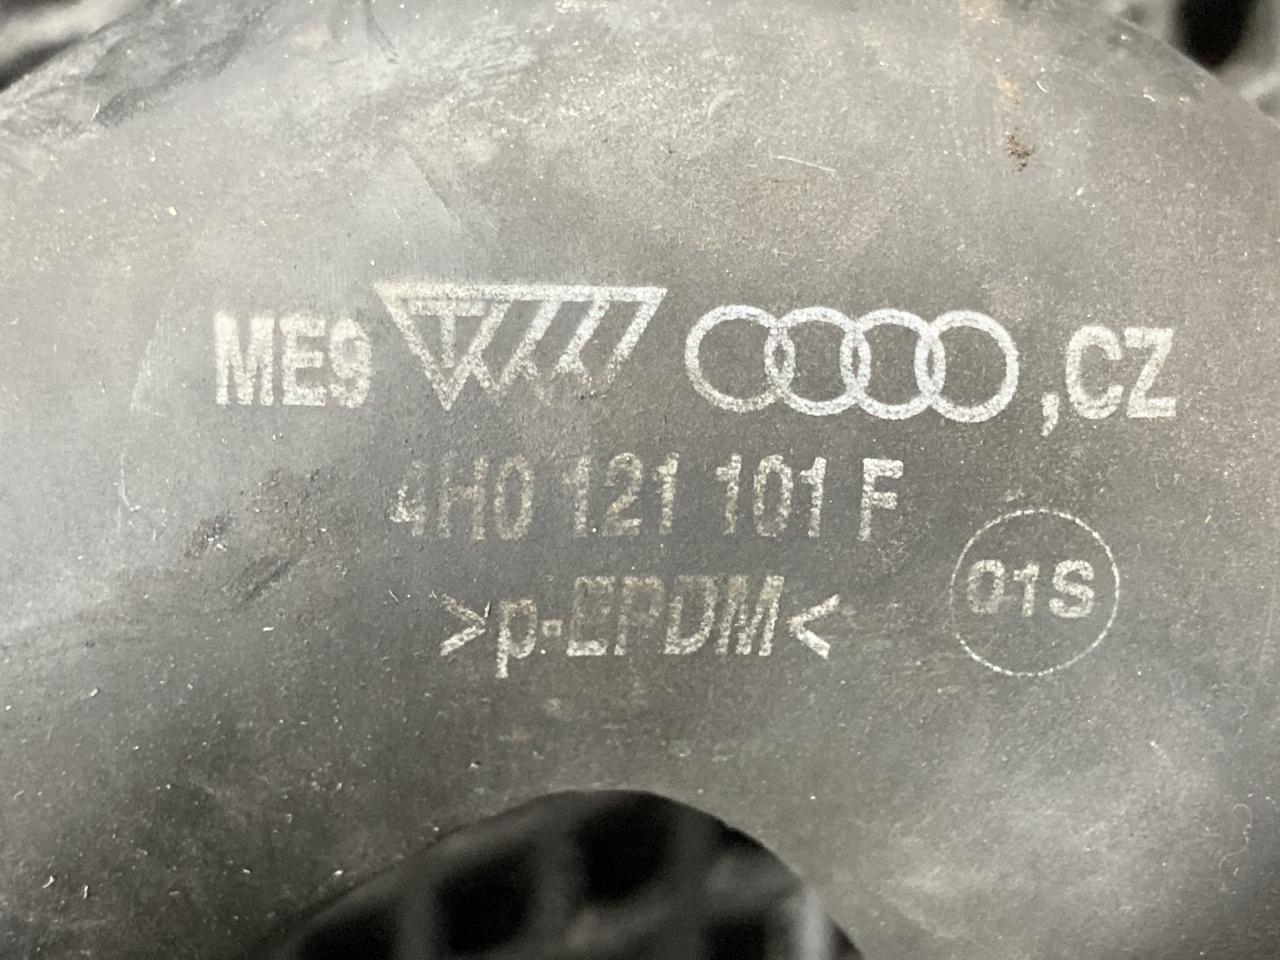 ME9 ,CZ
4H0 121 101 F
>p-EPDM<
01S